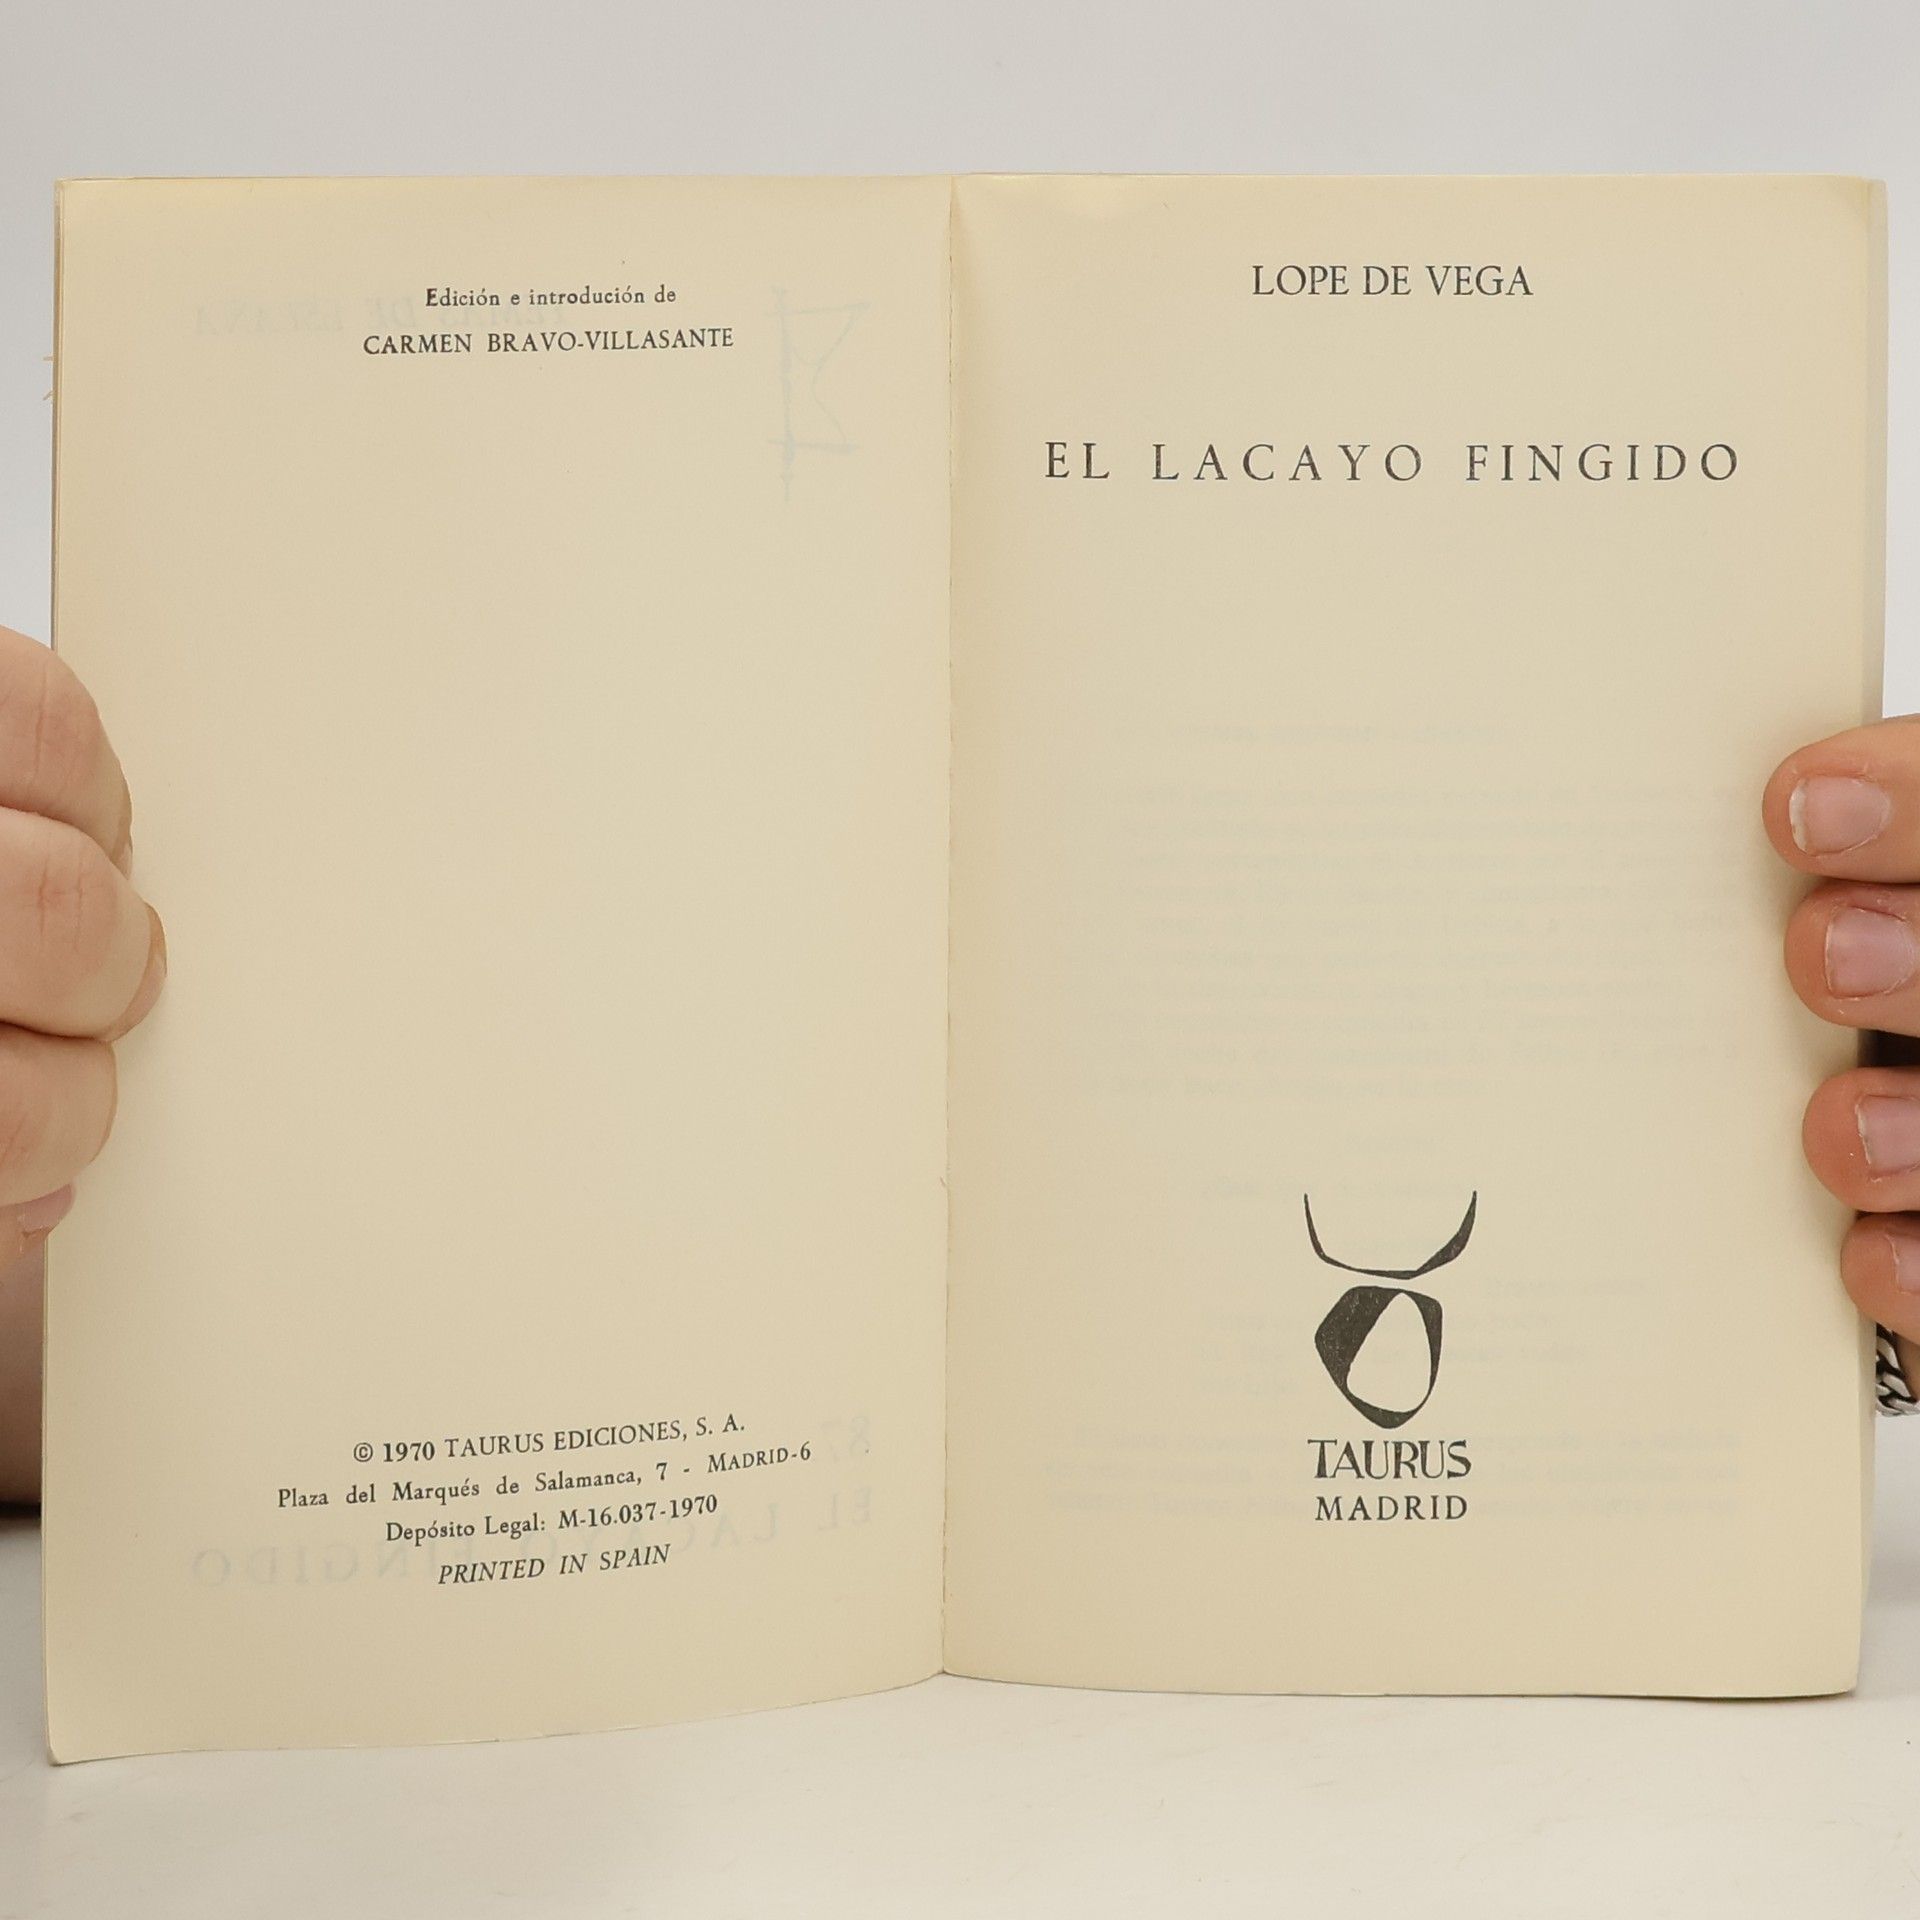 Edición e introdución de
CARMEN BRAVO-VILLASANTE
© 1970 TAURUS EDICIONES, S. A.
Plaza del Marqués de Salamanca, 7 - MADRID-6
Depósito Legal: M-16.037-1970
PRINTED IN SPAIN
LOPE DE VEGA
EL LACAYO FINGIDO
TAURUS
MADRID